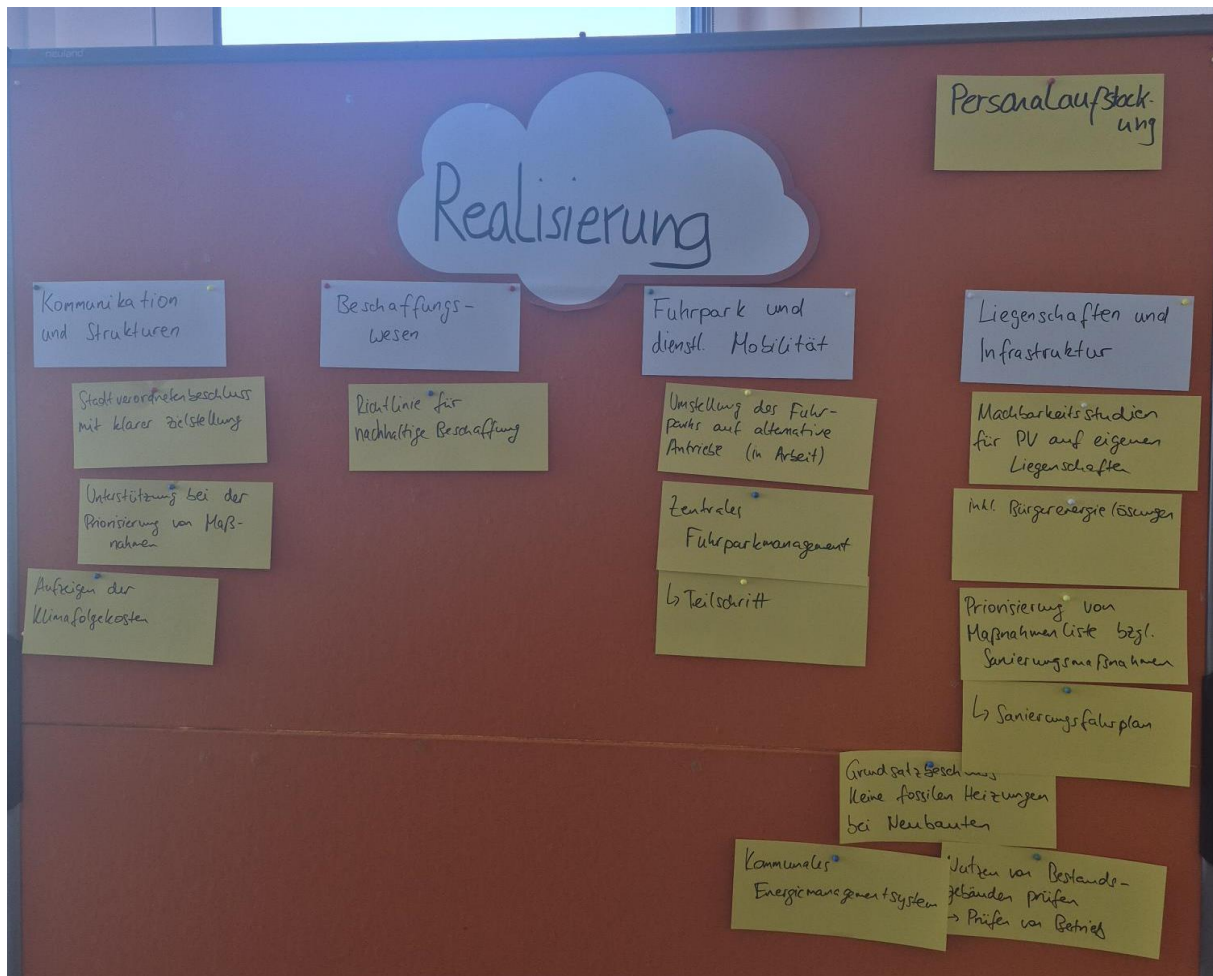 neuland
Personalaufstock-
ung
Realisierung
Kommunikation
und Strukturen
Stadtverordnetenbeschluss
mit klarer Zielstellung
Unterstützung bei der
Priorisierung von Maß-
nahmen
Aufzeigen der
Klimafolgekosten
Beschaffungs-
wesen
Richtlinie für
nachhaltige Beschaffung
Fuhrpark und
dienstl. Mobilität
Umstellung des Fuhr-
parks auf alternative
Antriebe (in Arbeit)
Zentrales
Fuhrparkmanagement
↳ Teilschritt
Liegenschaften und
Infrastruktur
Machbarkeitsstudien
für PV auf eigenen
Liegenschaften
inkl. Bürgerenergielösungen
Priorisierung von
Maßnahmenliste bzgl.
Sanierungsmaßnahmen
↳ Sanierungsfahrplan
Grundsatzbeschluss
keine fossilen Heizungen
bei Neubauten
Kommunales
Energiemanagementsystem
Nutzen von Bestands-
gebäuden prüfen
→ Prüfen von Betrieb